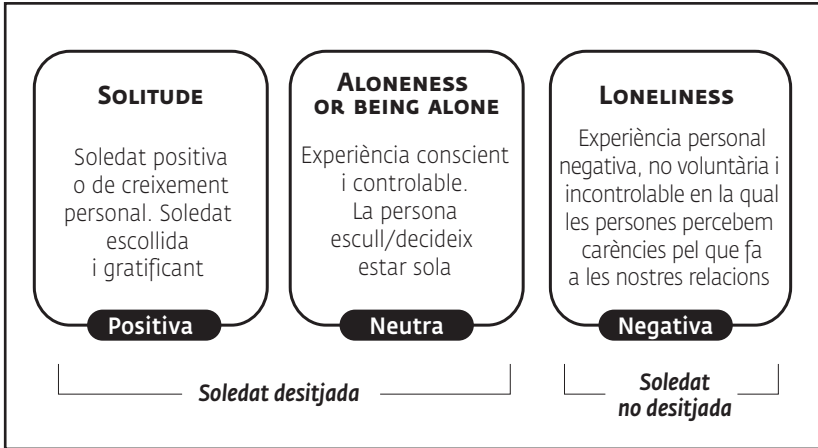 SOLITUDE
Soledat positiva
o de creixement
personal. Soledat
escollida
i gratificant
Positiva
ALONENESS
OR BEING ALONE
Experiència conscient
i controlable.
La persona
escull/decideix
estar sola
Neutra
LONELINESS
Experiència personal
negativa, no voluntària i
incontrolable en la qual
les persones percebem
carències pel que fa
a les nostres relacions
Negativa
Soledat desitjada
Soledat
no desitjada